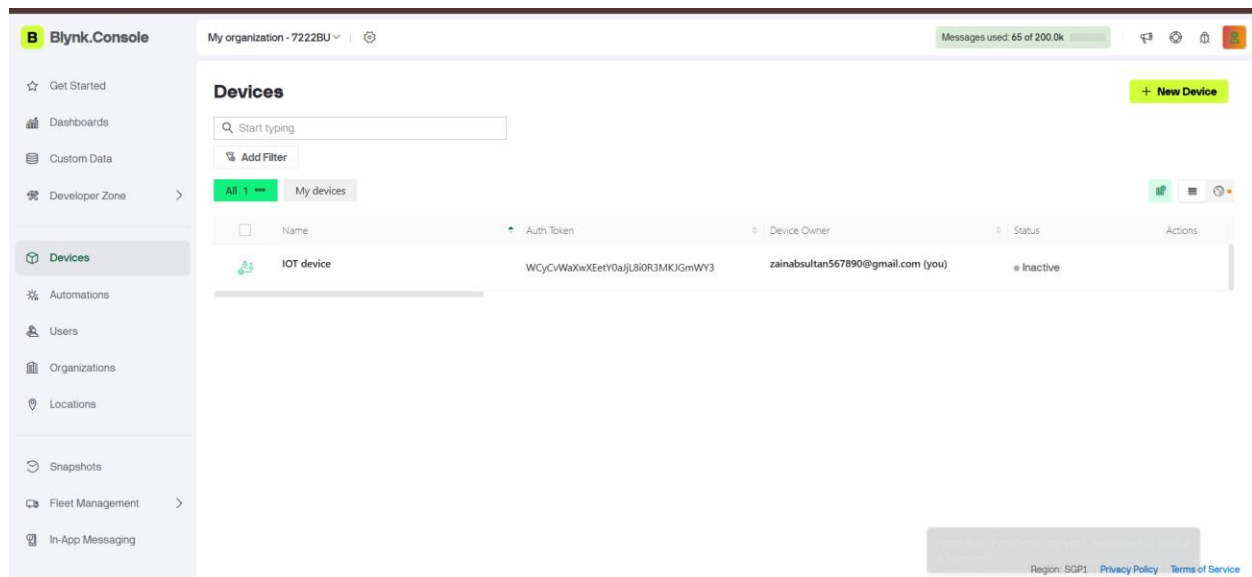 B Blynk.Console
My organization - 7222BU
Messages used: 65 of 200.0k
Get Started
Dashboards
Custom Data
Developer Zone
Devices
Automations
Users
Organizations
Locations
Snapshots
Fleet Management
In-App Messaging
Devices
+ New Device
Start typing
Add Filter
All 1 •••
My devices
Name Auth Token Device Owner Status Actions
IOT device WCyCvWaXwXEetY0aJjL8i0R3MKJGmWY3 zainabsultan567890@gmail.com (you) Inactive
Region: SGP1 Privacy Policy Terms of Service